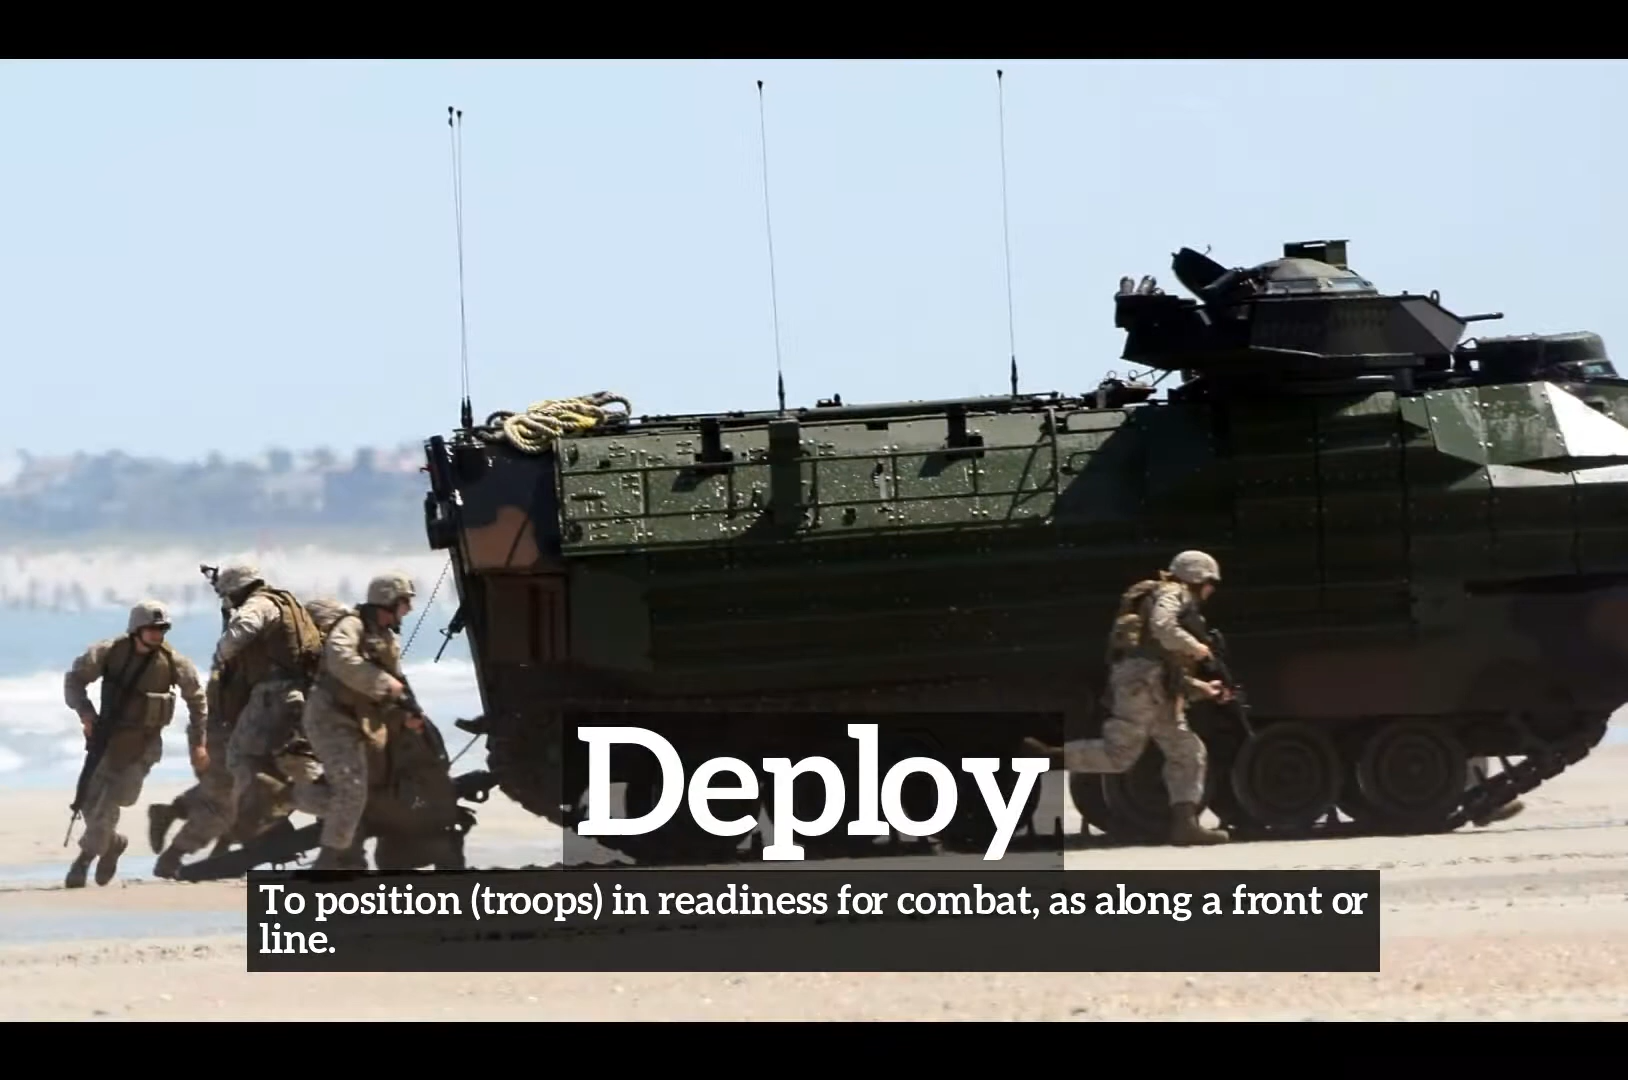 Deploy
To position (troops) in readiness for combat, as along a front or
line.